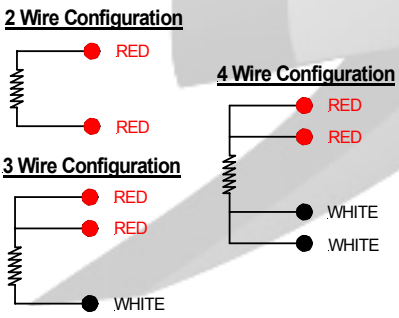 2 Wire Configuration
RED
RED
3 Wire Configuration
RED
RED
WHITE
4 Wire Configuration
RED
RED
WHITE
WHITE